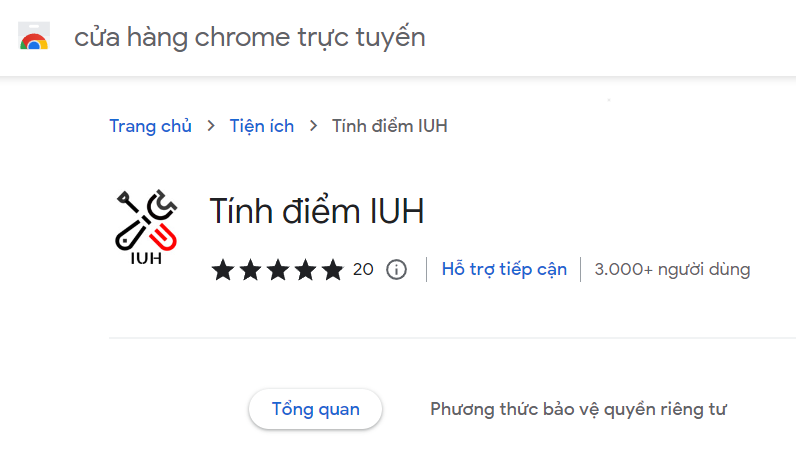 cửa hàng chrome trực tuyến
Trang chủ > Tiện ích > Tính điểm IUH
Tính điểm IUH
IUH
20 Hỗ trợ tiếp cận 3.000+ người dùng
Tổng quan Phương thức bảo vệ quyền riêng tư